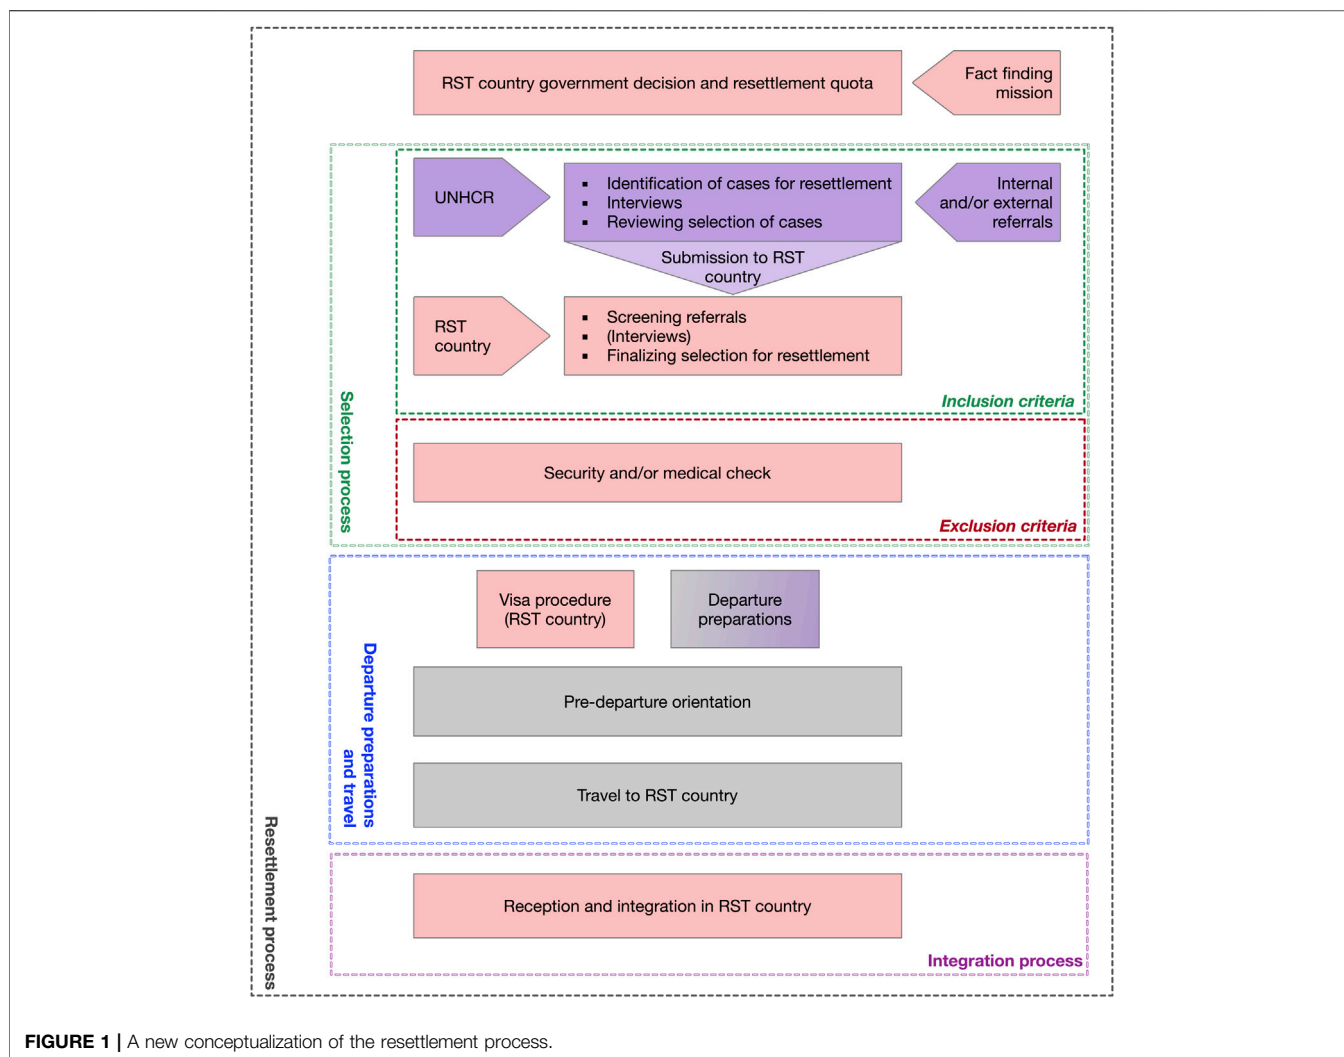 RST country government decision and resettlement quota
Fact finding
mission
UNHCR
▪ Identification of cases for resettlement
▪ Interviews
▪ Reviewing selection of cases
Internal
and/or external
referrals
Submission to RST
country
RST
country
▪ Screening referrals
▪ (Interviews)
▪ Finalizing selection for resettlement
Inclusion criteria
Selection process
Security and/or medical check
Exclusion criteria
Visa procedure
(RST country)
Departure
preparations
Departure preparations
and travel
Pre-departure orientation
Travel to RST country
Resettlement process
Reception and integration in RST country
Integration process
FIGURE 1 | A new conceptualization of the resettlement process.